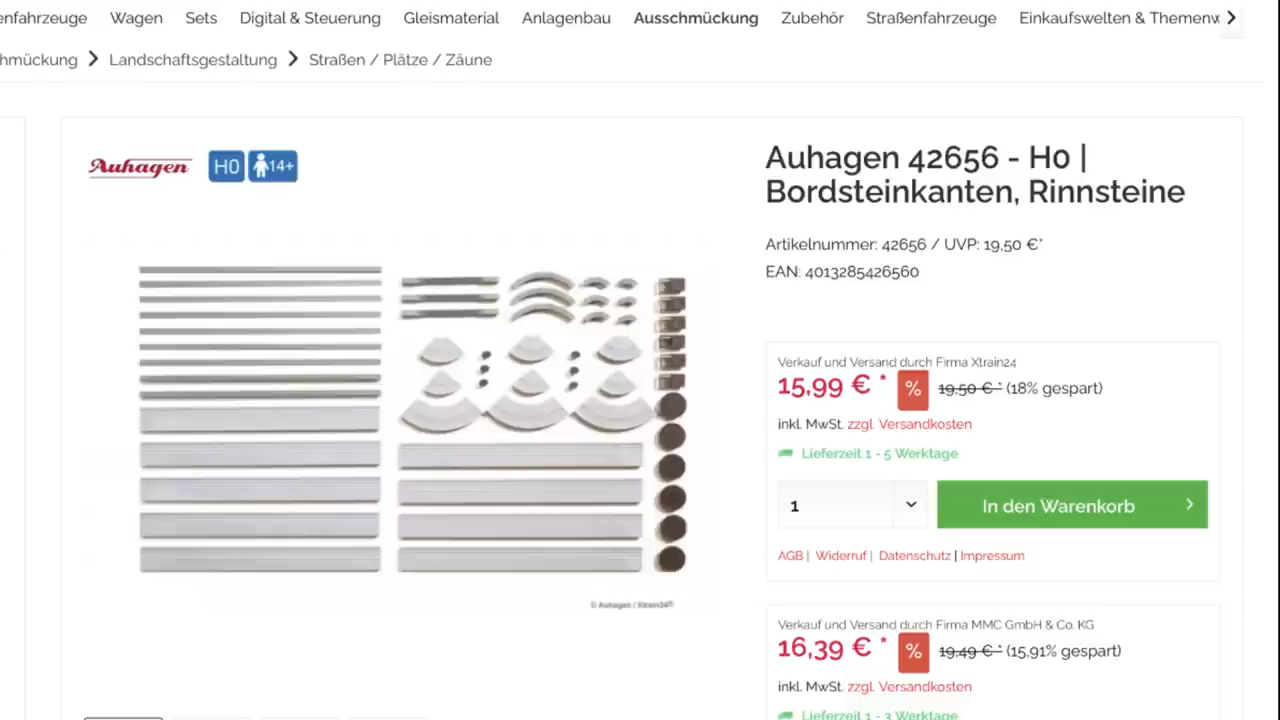 enfahrzeuge Wagen Sets Digital & Steuerung Gleismaterial Anlagenbau Ausschmückung Zubehör Straßenfahrzeuge Einkaufswelten & Themenw
hmückung Landschaftsgestaltung Straßen / Plätze / Zäune
Auhagen H0 14+
Auhagen 42656 - H0 |
Bordsteinkanten, Rinnsteine
Artikelnummer: 42656 / UVP: 19,50 €*
EAN: 4013285426560
Verkauf und Versand durch Firma Xtrain24
15,99 € * % 19,50 € * (18% gespart)
inkl. MwSt. zzgl. Versandkosten
Lieferzeit 1 - 5 Werktage
1 In den Warenkorb
AGB | Widerruf | Datenschutz | Impressum
© Auhagen / Xtrain24®
Verkauf und Versand durch Firma MMC GmbH & Co. KG
16,39 € * % 19,49 € * (15,91% gespart)
inkl. MwSt. zzgl. Versandkosten
Lieferzeit 1 - 3 Werktage